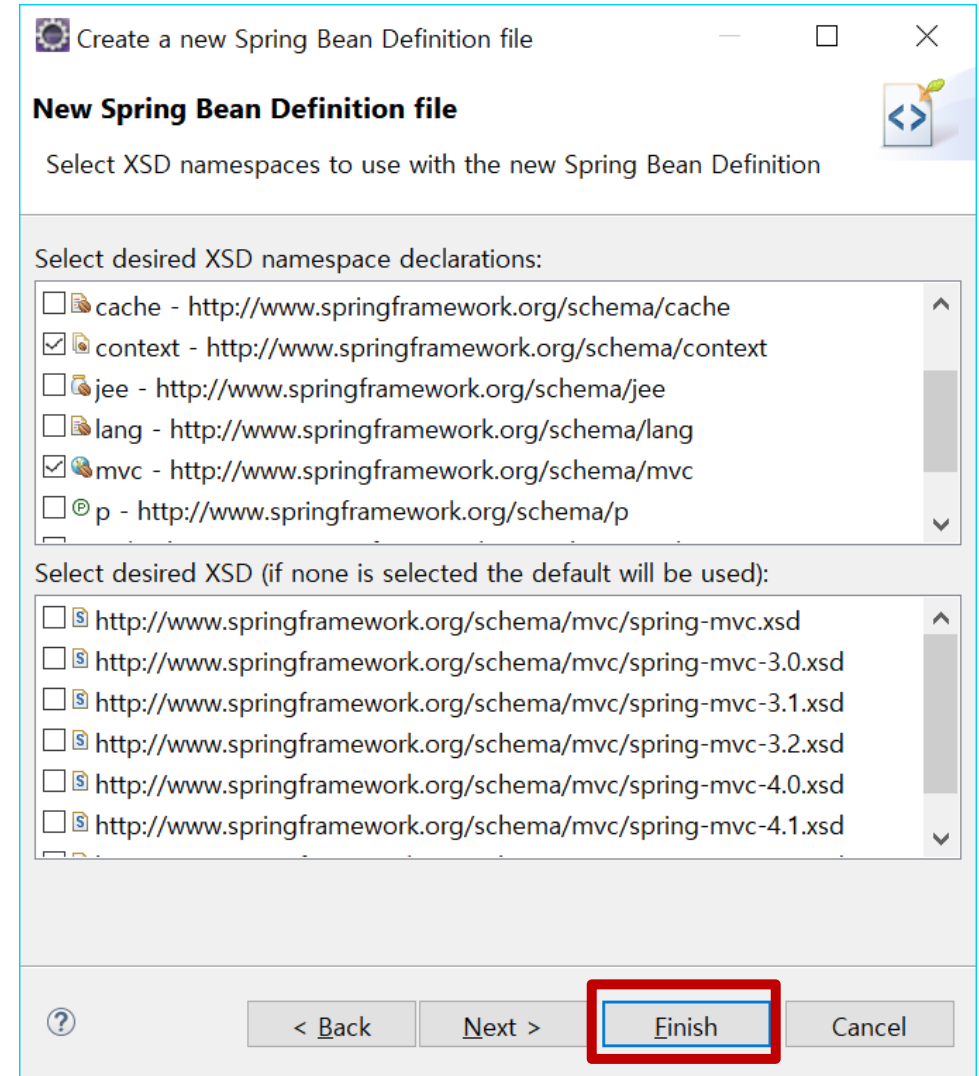 Create a new Spring Bean Definition file
New Spring Bean Definition file
Select XSD namespaces to use with the new Spring Bean Definition
Select desired XSD namespace declarations:
cache - http://www.springframework.org/schema/cache
context - http://www.springframework.org/schema/context
jee - http://www.springframework.org/schema/jee
lang - http://www.springframework.org/schema/lang
mvc - http://www.springframework.org/schema/mvc
p - http://www.springframework.org/schema/p
Select desired XSD (if none is selected the default will be used):
http://www.springframework.org/schema/mvc/spring-mvc.xsd
http://www.springframework.org/schema/mvc/spring-mvc-3.0.xsd
http://www.springframework.org/schema/mvc/spring-mvc-3.1.xsd
http://www.springframework.org/schema/mvc/spring-mvc-3.2.xsd
http://www.springframework.org/schema/mvc/spring-mvc-4.0.xsd
http://www.springframework.org/schema/mvc/spring-mvc-4.1.xsd
< Back Next > Finish Cancel